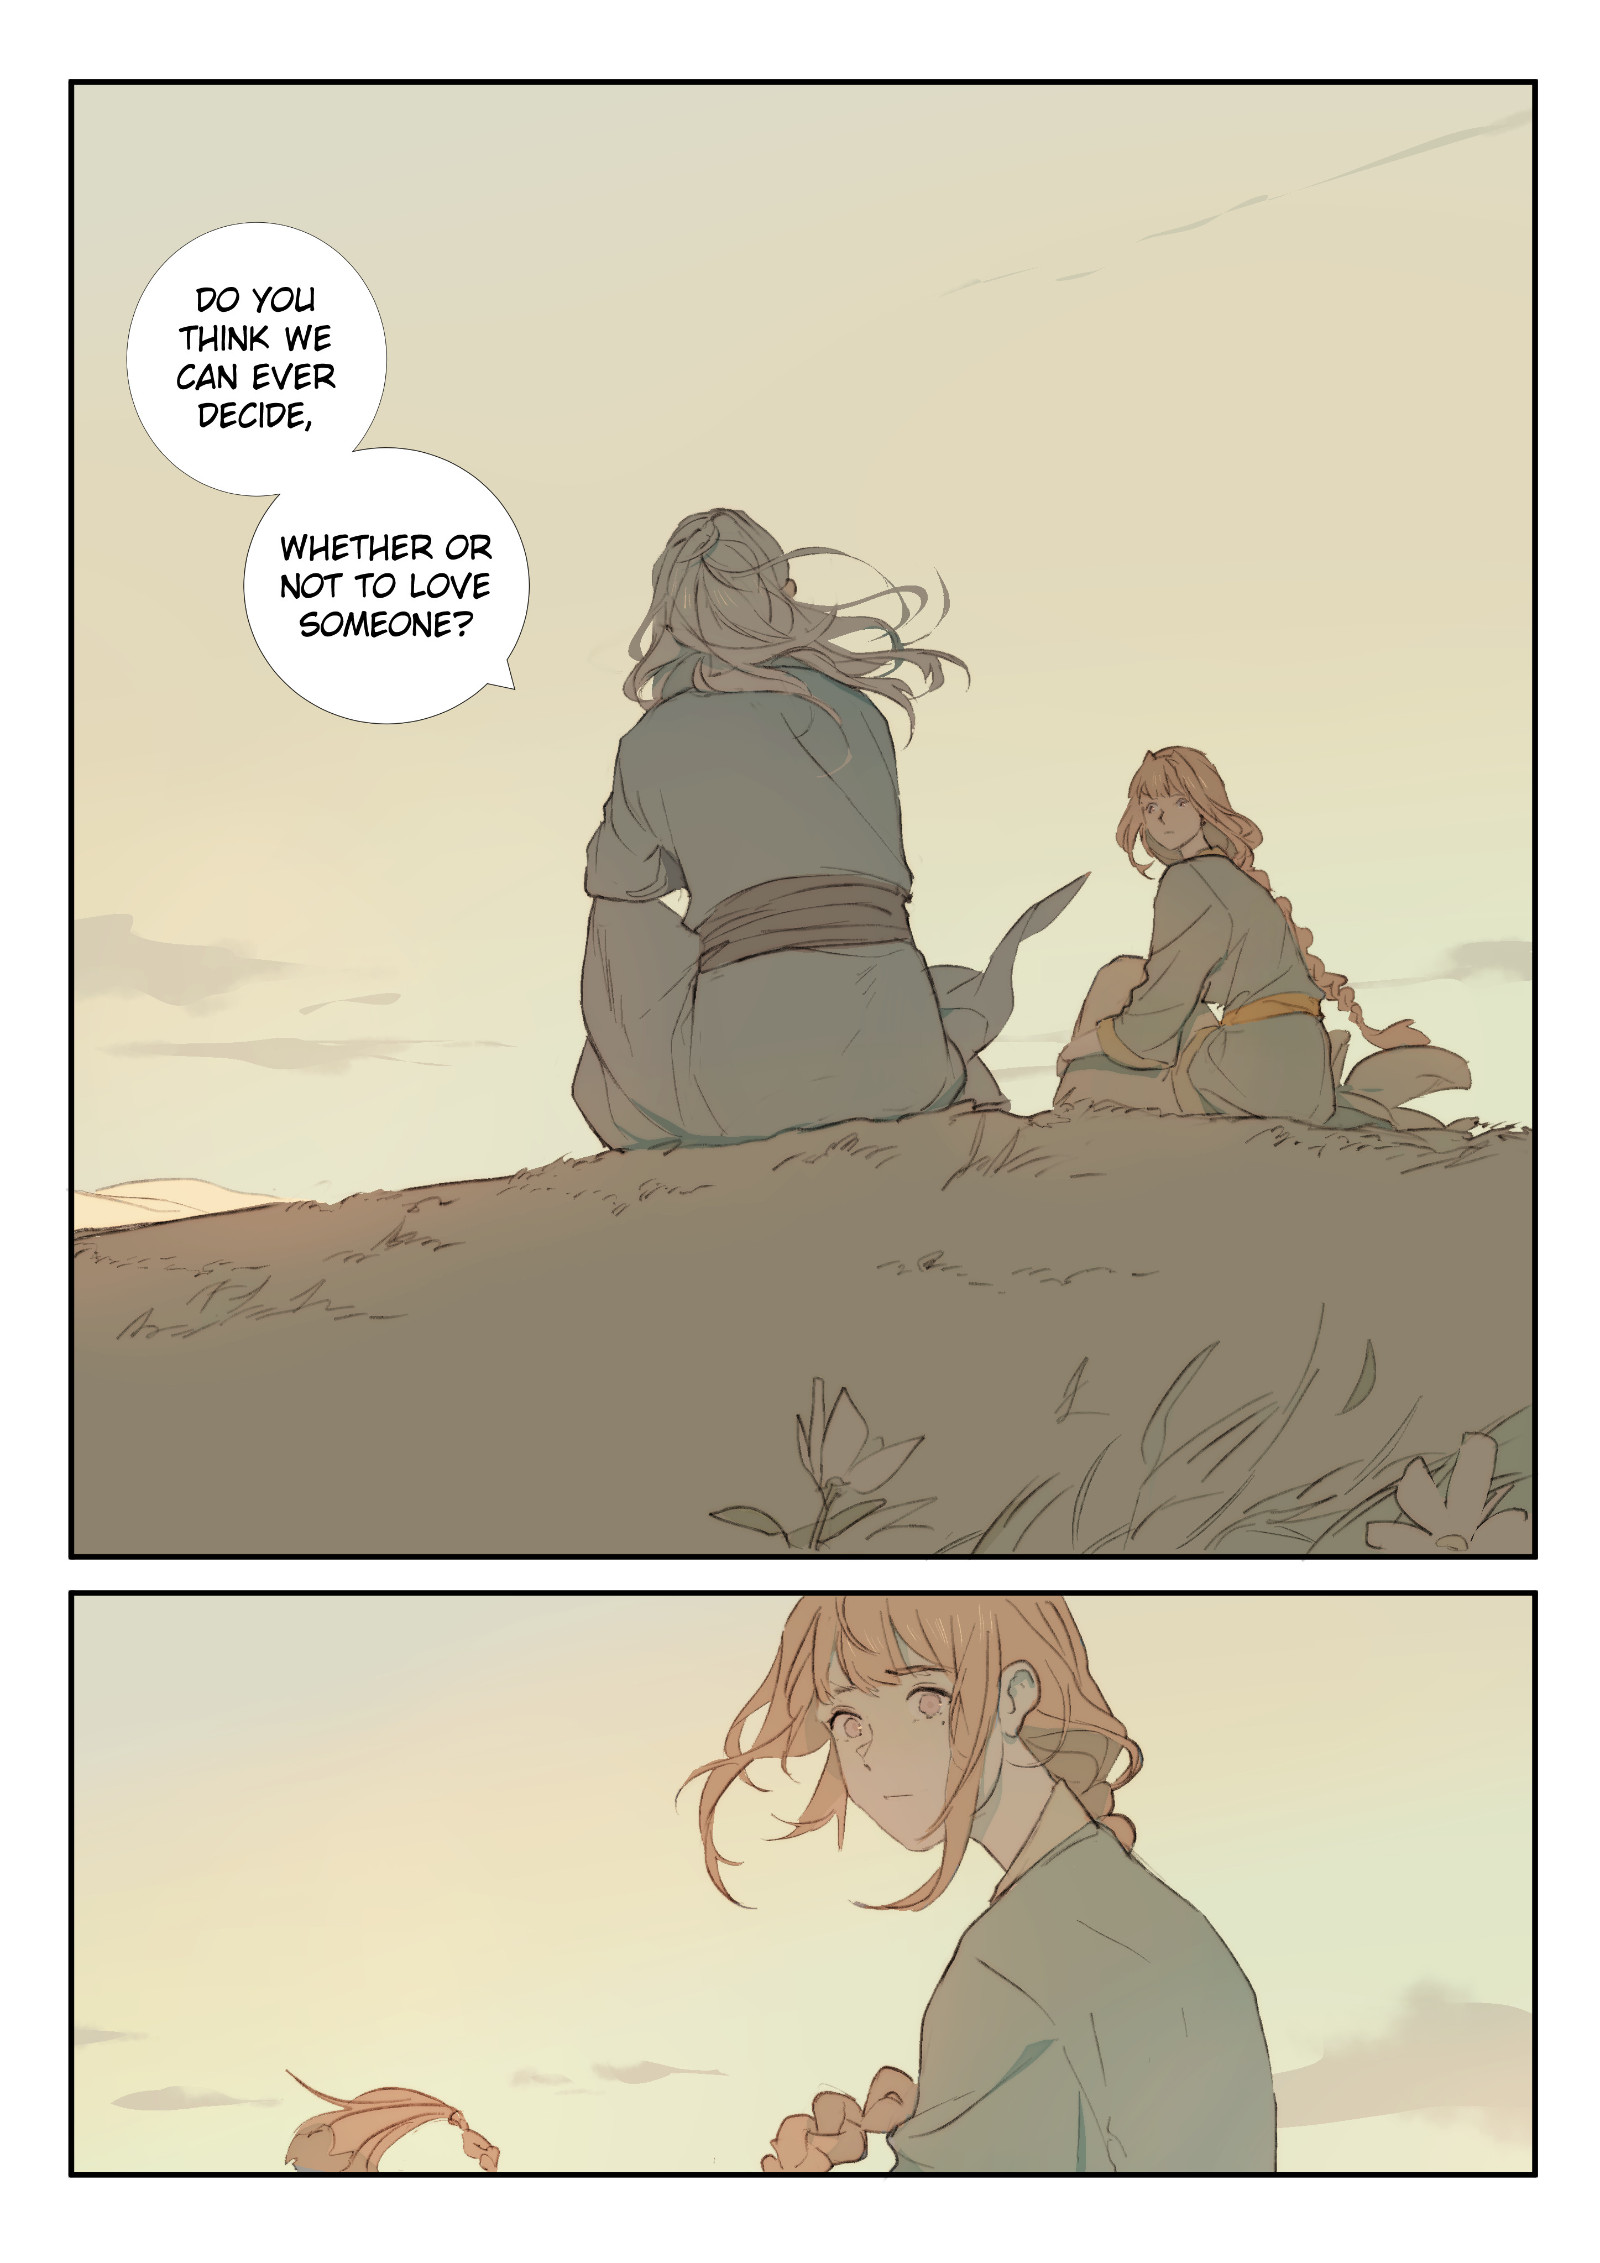 DO YOU
THINK WE
CAN EVER
DECIDE,
WHETHER OR
NOT TO LOVE
SOMEONE?